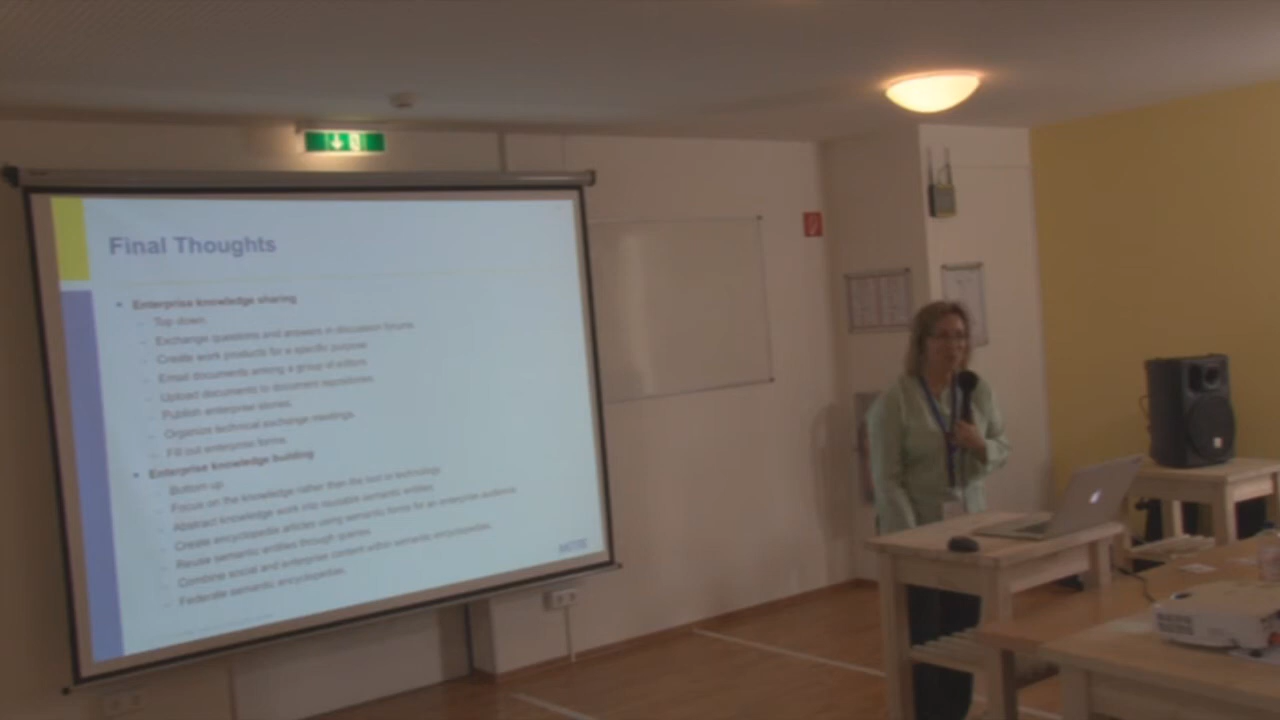 Final Thoughts
• Enterprise knowledge sharing
– Top down.
– Exchange questions and answers in discussion forums.
– Create work products for a specific purpose
– Email documents among a group of editors.
– Upload documents to document repositories.
– Publish enterprise stories.
– Organize technical exchange meetings.
– Fill out enterprise forms.
• Enterprise knowledge building
– Bottom up.
– Focus on the knowledge rather than the tool or technology.
– Abstract knowledge work into reusable semantic entities.
– Create encyclopedia articles using semantic forms for an enterprise audience.
– Reuse semantic entities through queries.
– Combine social and enterprise content within semantic encyclopedias.
– Federate semantic encyclopedias.
MITRE